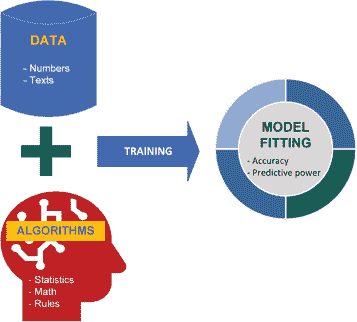 DATA
- Numbers
- Texts
TRAINING
MODEL
FITTING
- Accuracy
- Predictive power
ALGORITHMS
- Statistics
- Math
- Rules